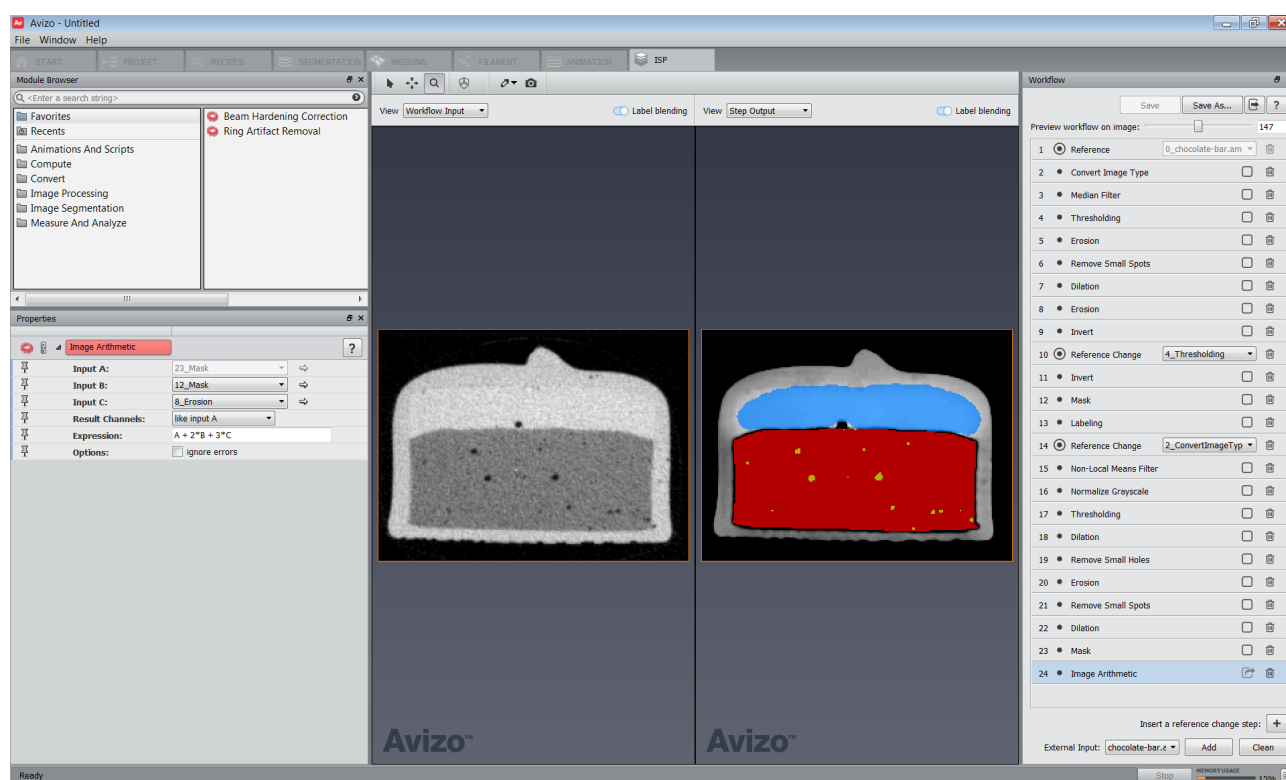 Av Avizo - Untitled
File Window Help
START PROJECT RECIPES SEGMENTATION MESHING FILAMENT ANIMATION ISP
Module Browser
<Enter a search string>
Favorites
Recents
Animations And Scripts
Compute
Convert
Image Processing
Image Segmentation
Measure And Analyze
Beam Hardening Correction
Ring Artifact Removal
Properties
Image Arithmetic ?
Input A: 23_Mask
Input B: 12_Mask
Input C: 8_Erosion
Result Channels: like input A
Expression: A + 2*B + 3*C
Options: ignore errors
View Workflow Input Label blending
View Step Output Label blending
Avizo™
Avizo™
Workflow
Save Save As... ?
Preview workflow on image: 147
1 Reference 0_chocolate-bar.am
2 Convert Image Type
3 Median Filter
4 Thresholding
5 Erosion
6 Remove Small Spots
7 Dilation
8 Erosion
9 Invert
10 Reference Change 4_Thresholding
11 Invert
12 Mask
13 Labeling
14 Reference Change 2_ConvertImageTyp
15 Non-Local Means Filter
16 Normalize Grayscale
17 Thresholding
18 Dilation
19 Remove Small Holes
20 Erosion
21 Remove Small Spots
22 Dilation
23 Mask
24 Image Arithmetic
Insert a reference change step: +
External Input: chocolate-bar.a Add Clean
Ready
Stop MEMORY USAGE 15%